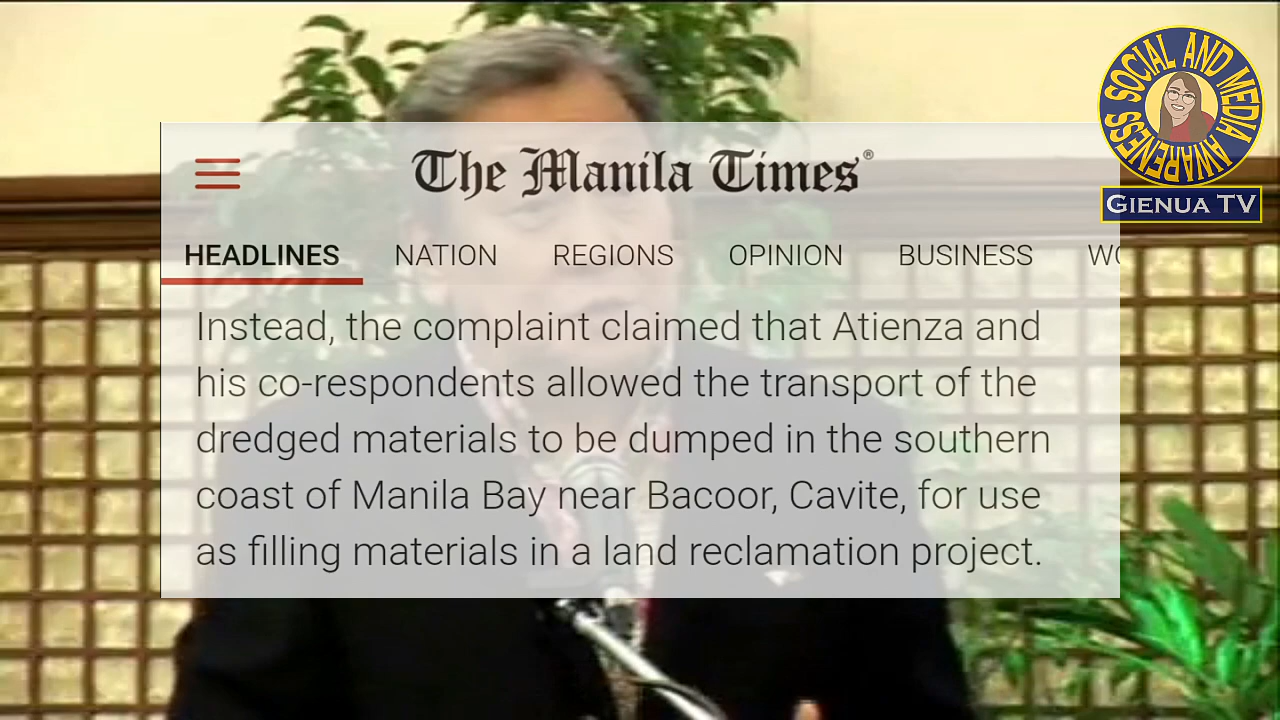 SOCIAL AND MEDIA AWARENESS
GIENUA TV
The Manila Times®
HEADLINES NATION REGIONS OPINION BUSINESS WO
Instead, the complaint claimed that Atienza and
his co-respondents allowed the transport of the
dredged materials to be dumped in the southern
coast of Manila Bay near Bacoor, Cavite, for use
as filling materials in a land reclamation project.